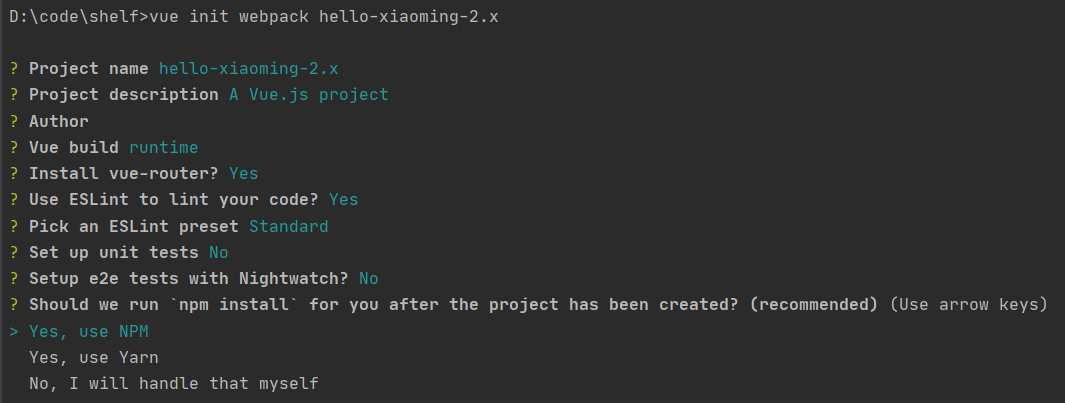 D:\code\shelf>vue init webpack hello-xiaoming-2.x
? Project name hello-xiaoming-2.x
? Project description A Vue.js project
? Author
? Vue build runtime
? Install vue-router? Yes
? Use ESLint to lint your code? Yes
? Pick an ESLint preset Standard
? Set up unit tests No
? Setup e2e tests with Nightwatch? No
? Should we run `npm install` for you after the project has been created? (recommended) (Use arrow keys)
> Yes, use NPM
Yes, use Yarn
No, I will handle that myself